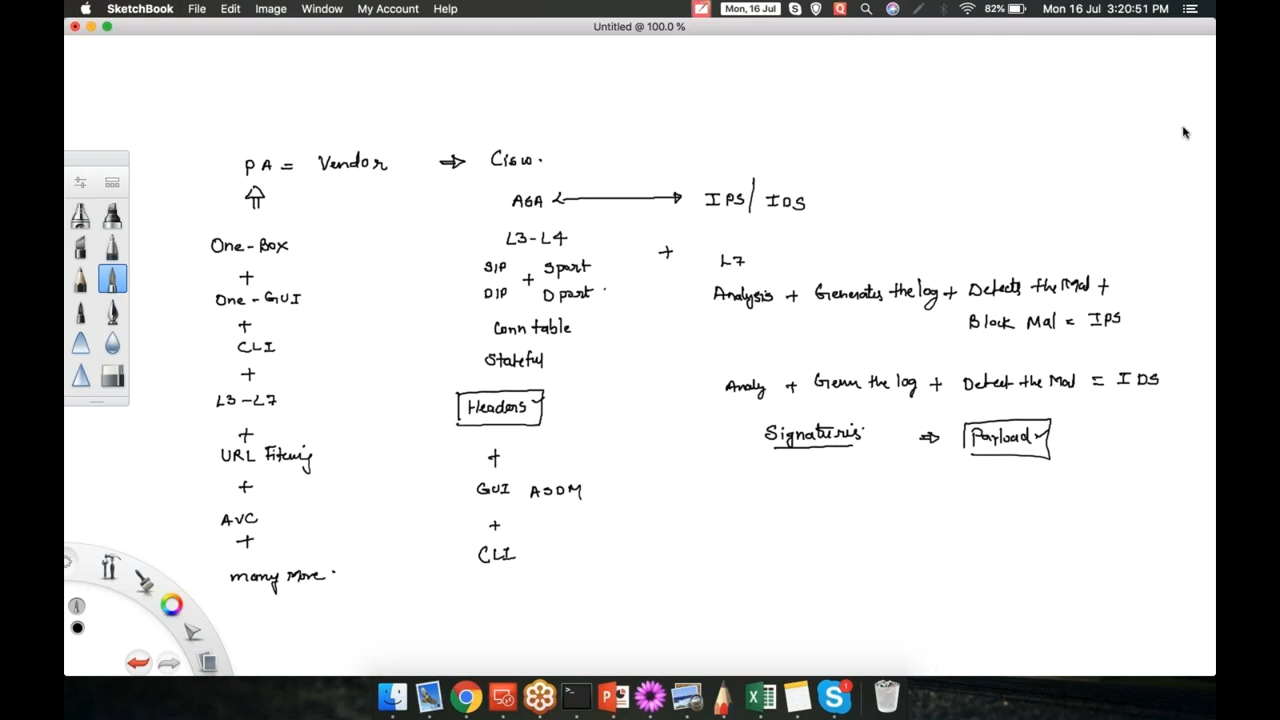 SketchBook File Edit Image Window My Account Help Mon, 16 Jul 82% Mon 16 Jul 3:20:51 PM
Untitled @ 100.0 %
PA = Vendor ⇒ Cisco.
One-Box
+
One-GUI
+
CLI
+
L3-L7
+
URL Fitering
+
AVC
+
many more.
ASA <-> IPS/IDS
L3-L4
SIP + Sport
DIP Dport
Conn table
Stateful
Headers
+
GUI ASDM
+
CLI
+ L7
Analysis + Generates the log + Detects the Mal +
Block Mal = IPS
Analy + Genr the log + Detect the Mal = IDS
Signatures ⇒ Payload